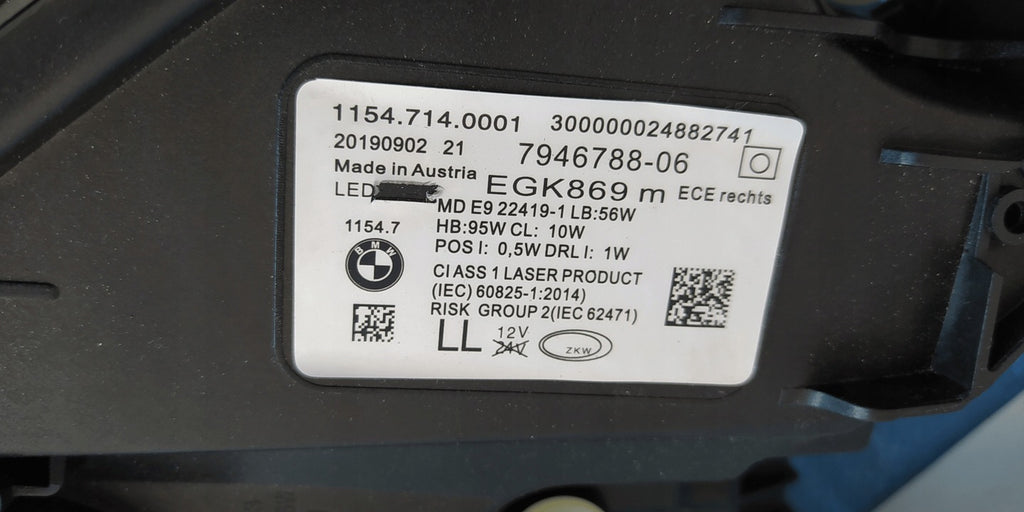 1154.714.0001 300000024882741
20190902 21 7946788-06
Made in Austria
LED EGK869 m ECE rechts
MD E9 22419-1 LB:56W
1154.7 HB:95W CL: 10W
POS I: 0,5W DRL I: 1W
BMW
CIASS 1 LASER PRODUCT
(IEC) 60825-1:2014)
RISK GROUP 2(IEC 62471)
LL 12V
24V
ZKW